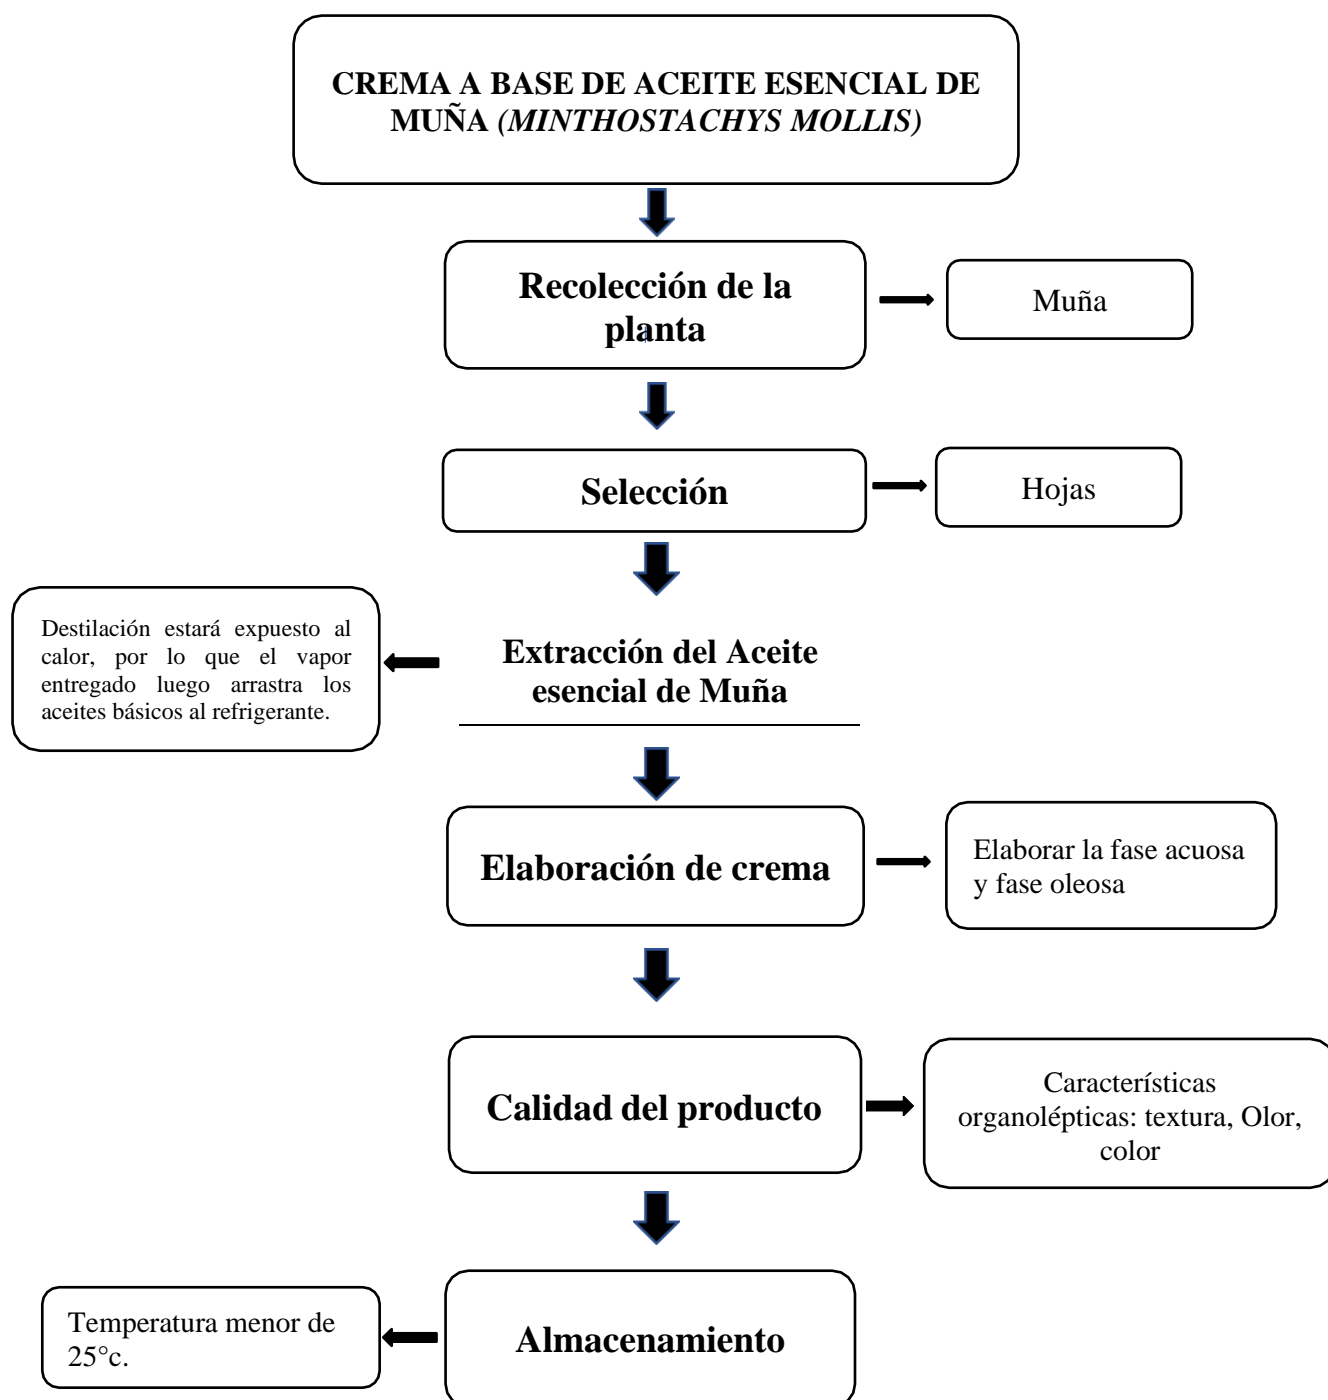 CREMA A BASE DE ACEITE ESENCIAL DE
MUÑA (MINTHOSTACHYS MOLLIS)
Recolección de la
planta
Muña
Selección
Hojas
Destilación estará expuesto al
calor, por lo que el vapor
entregado luego arrastra los
aceites básicos al refrigerante.
Extracción del Aceite
esencial de Muña
Elaboración de crema
Elaborar la fase acuosa
y fase oleosa
Calidad del producto
Características
organolépticas: textura, Olor,
color
Temperatura menor de
25°c.
Almacenamiento